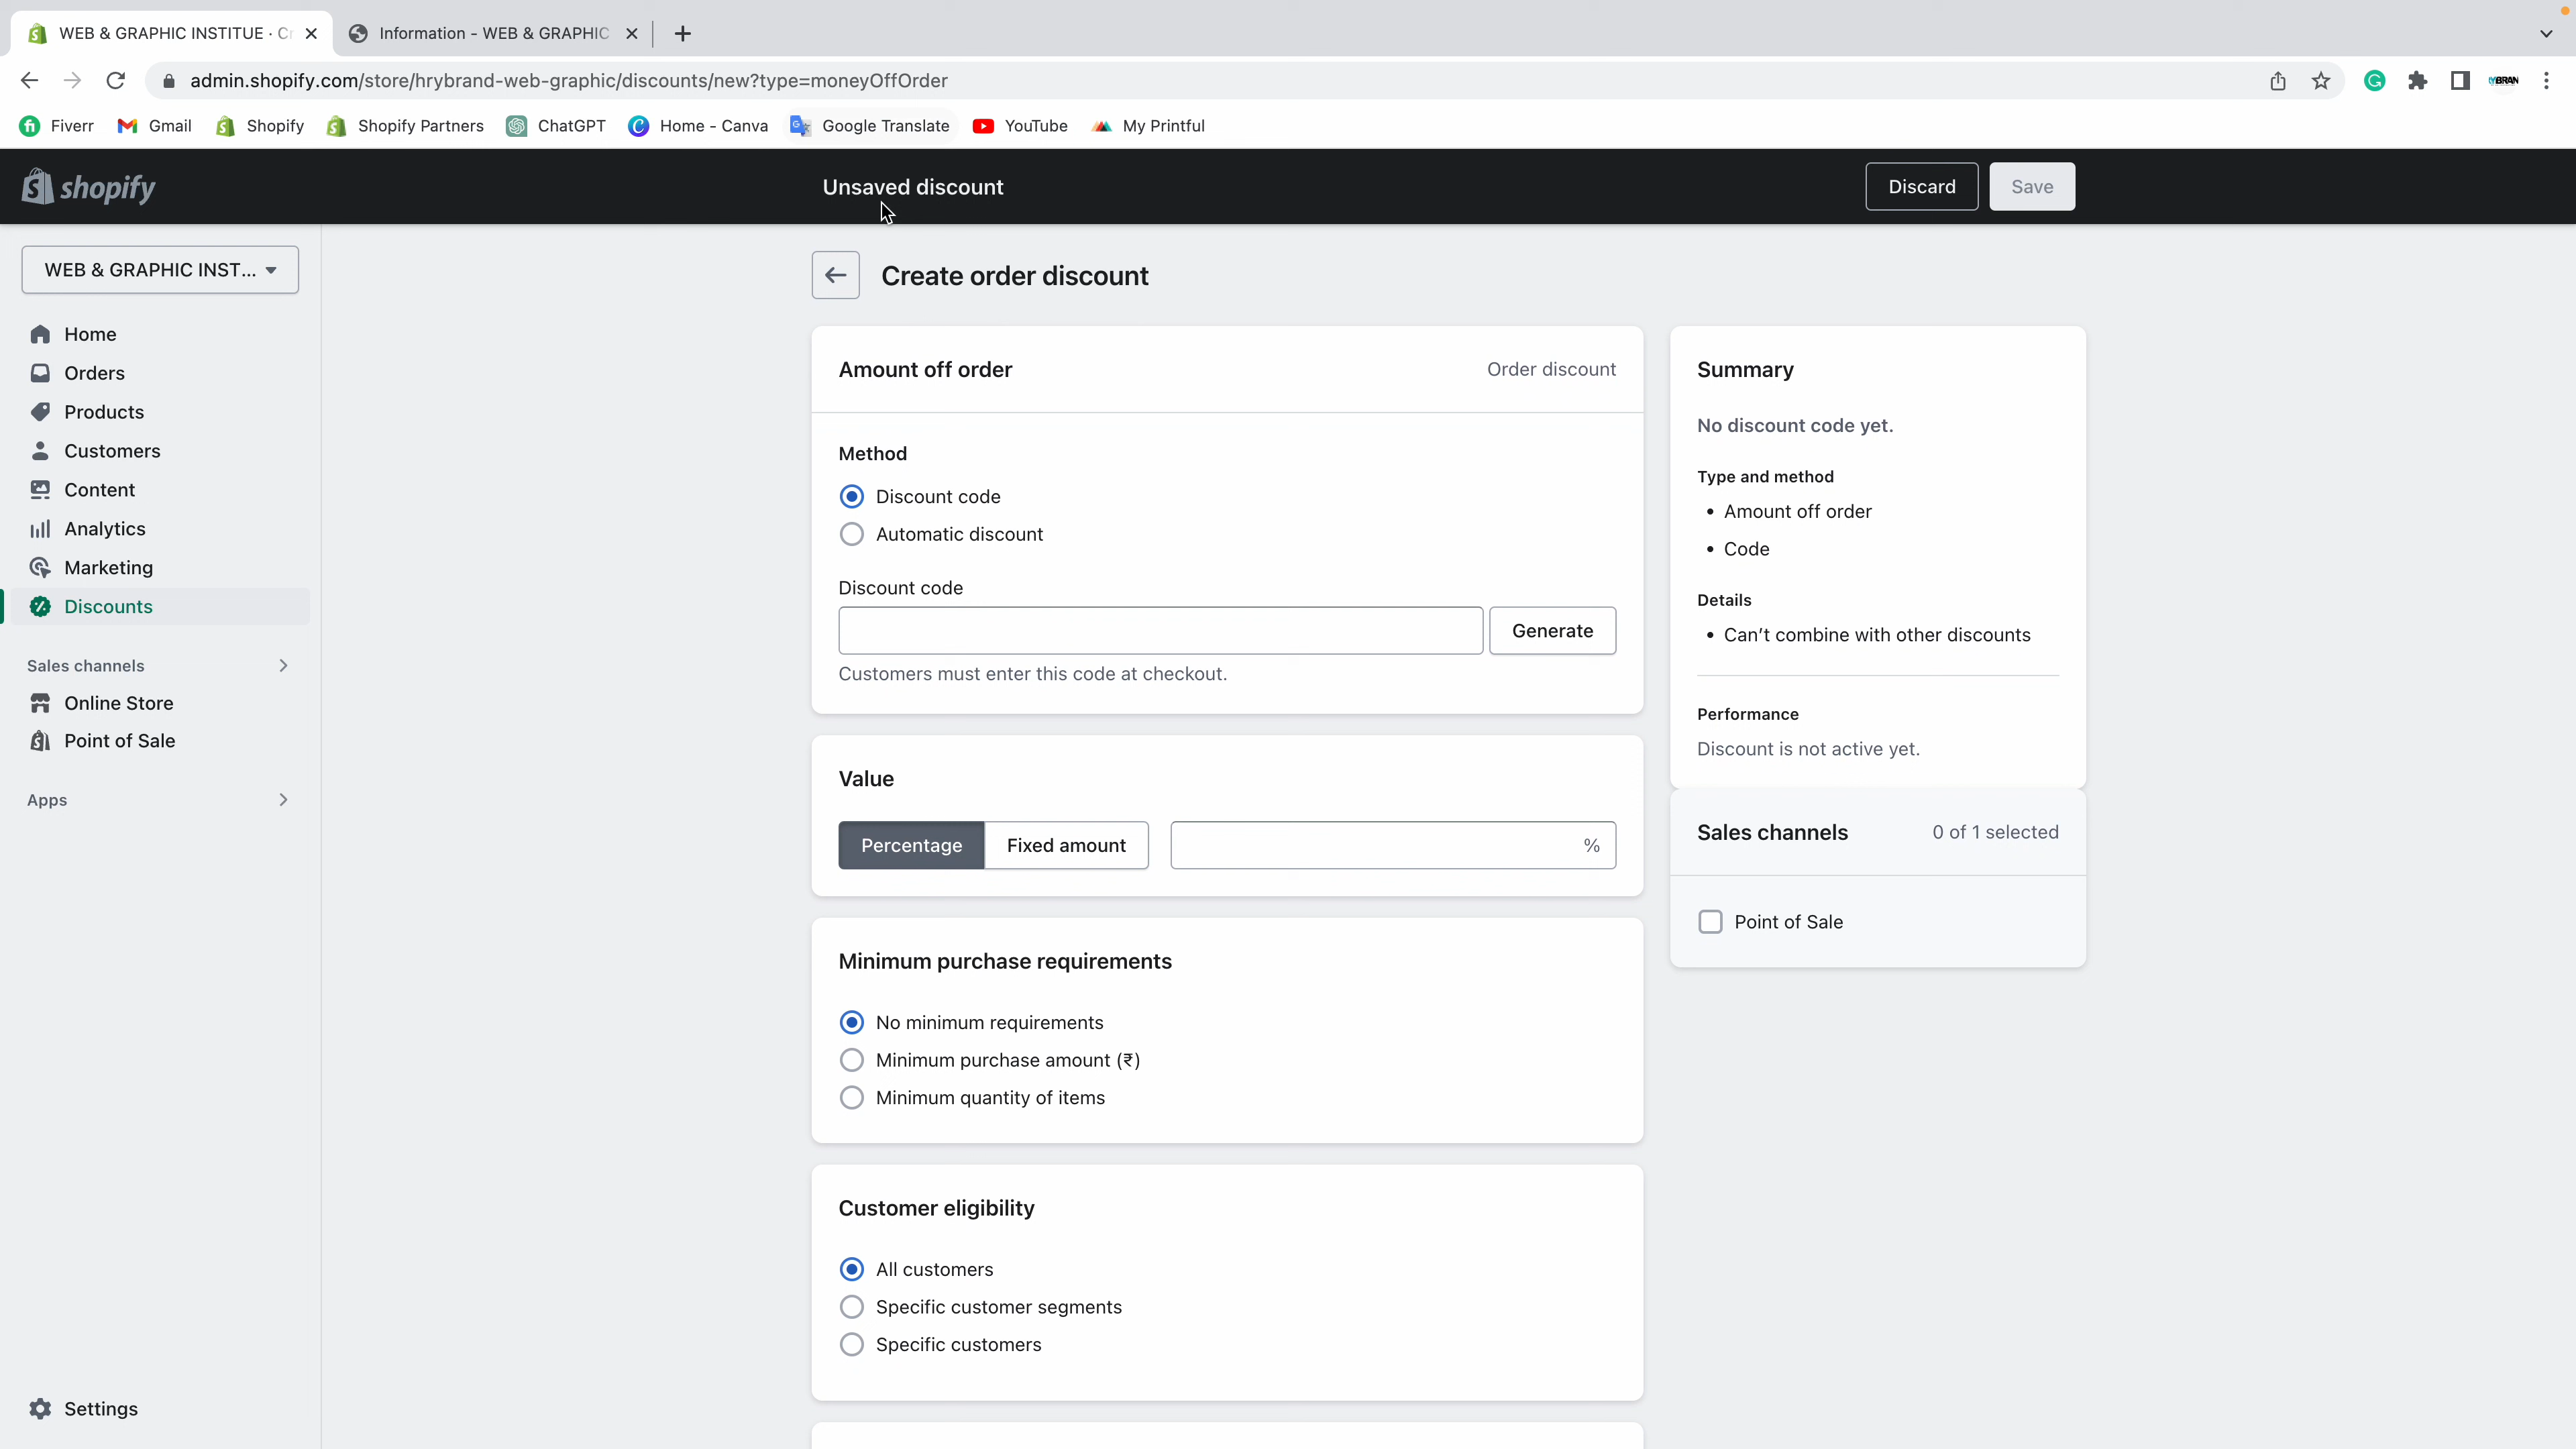 WEB & GRAPHIC INSTITUE · C
Information - WEB & GRAPHIC
admin.shopify.com/store/hrybrand-web-graphic/discounts/new?type=moneyOffOrder
Fiverr Gmail Shopify Shopify Partners ChatGPT Home - Canva Google Translate YouTube My Printful
shopify
Unsaved discount
Discard
Save
WEB & GRAPHIC INST...
Home
Orders
Products
Customers
Content
Analytics
Marketing
Discounts
Sales channels
Online Store
Point of Sale
Apps
Settings
Create order discount
Amount off order
Order discount
Method
Discount code
Automatic discount
Discount code
Generate
Customers must enter this code at checkout.
Value
Percentage
Fixed amount
%
Minimum purchase requirements
No minimum requirements
Minimum purchase amount (₹)
Minimum quantity of items
Customer eligibility
All customers
Specific customer segments
Specific customers
Summary
No discount code yet.
Type and method
• Amount off order
• Code
Details
• Can't combine with other discounts
Performance
Discount is not active yet.
Sales channels
0 of 1 selected
Point of Sale